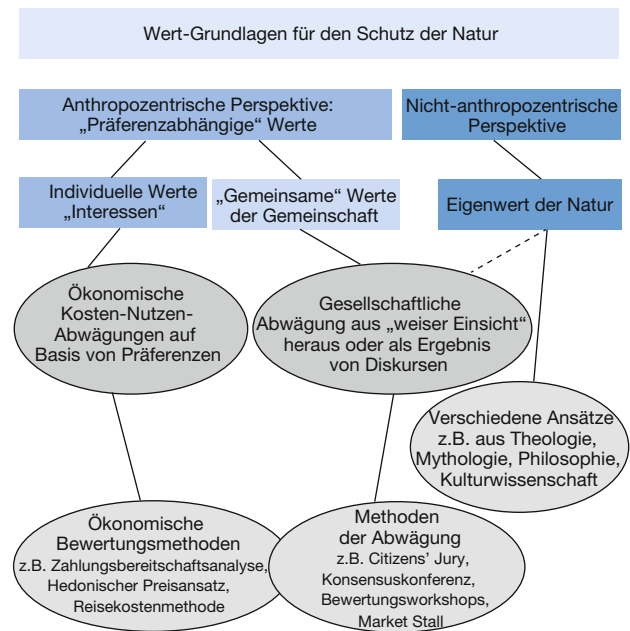 Wert-Grundlagen für den Schutz der Natur
Anthropozentrische Perspektive:
„Präferenzabhängige“ Werte
Nicht-anthropozentrische
Perspektive
Individuelle Werte
„Interessen“
„Gemeinsame“ Werte
der Gemeinschaft
Eigenwert der Natur
Ökonomische
Kosten-Nutzen-
Abwägungen auf
Basis von Präferenzen
Gesellschaftliche
Abwägung aus „weiser Einsicht“
heraus oder als Ergebnis
von Diskursen
Verschiedene Ansätze
z.B. aus Theologie,
Mythologie, Philosophie,
Kulturwissenschaft
Ökonomische
Bewertungsmethoden
z.B. Zahlungsbereitschaftsanalyse,
Hedonischer Preisansatz,
Reisekostenmethode
Methoden
der Abwägung
z.B. Citizens’ Jury,
Konsensuskonferenz,
Bewertungsworkshops,
Market Stall